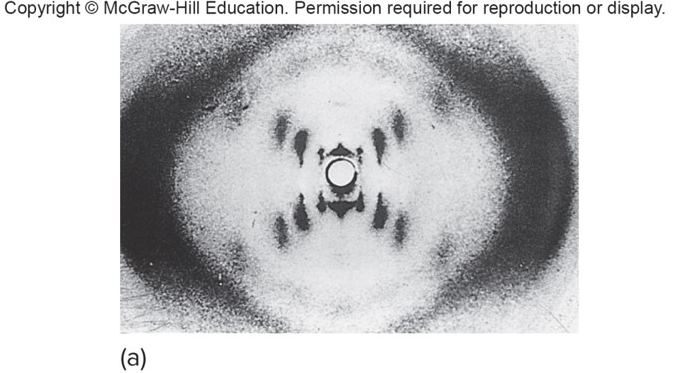 Copyright © McGraw-Hill Education. Permission required for reproduction or display.
(a)